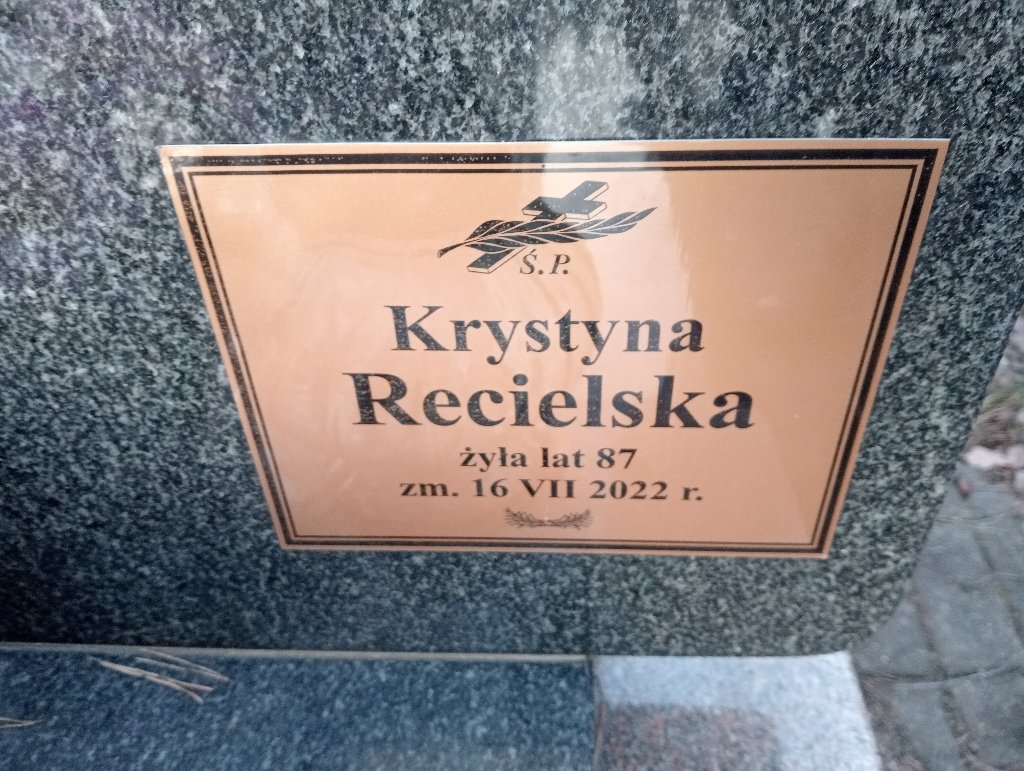 Ś.P.
Krystyna
Recielska
żyła lat 87
zm. 16 VII 2022 r.